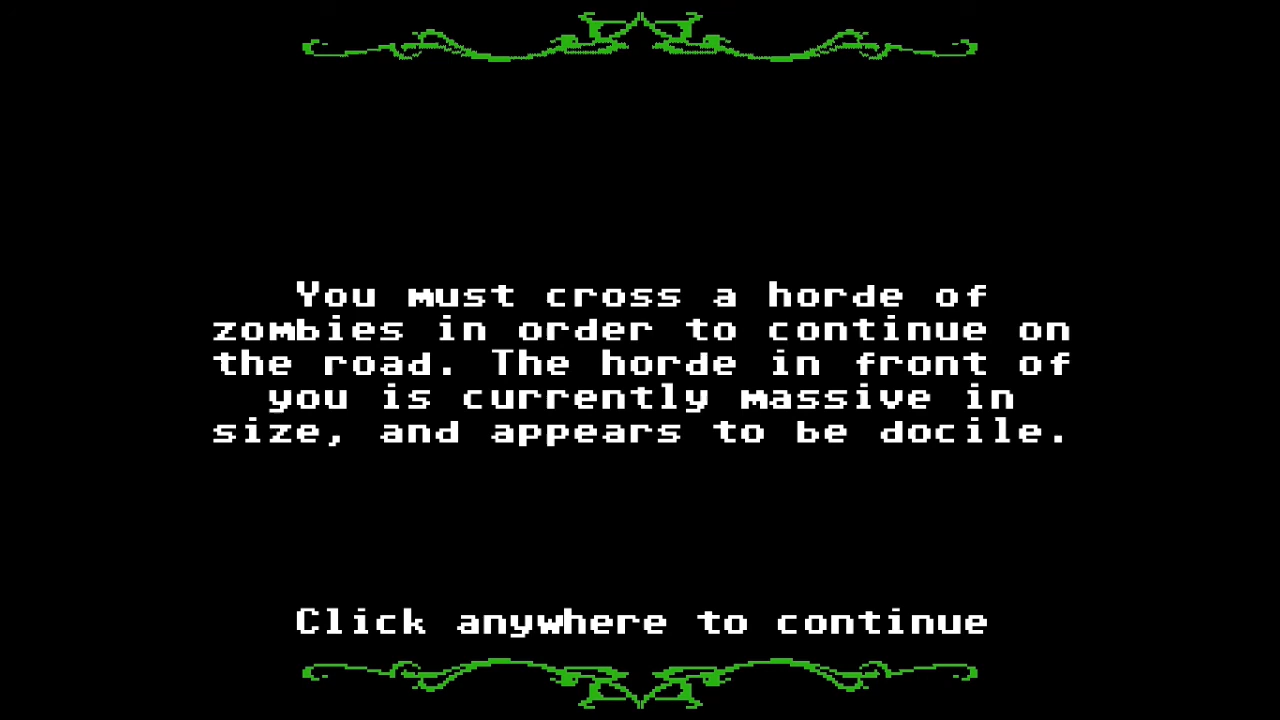 You must cross a horde of
zombies in order to continue on
the road. The horde in front of
you is currently massive in
size, and appears to be docile.
Click anywhere to continue